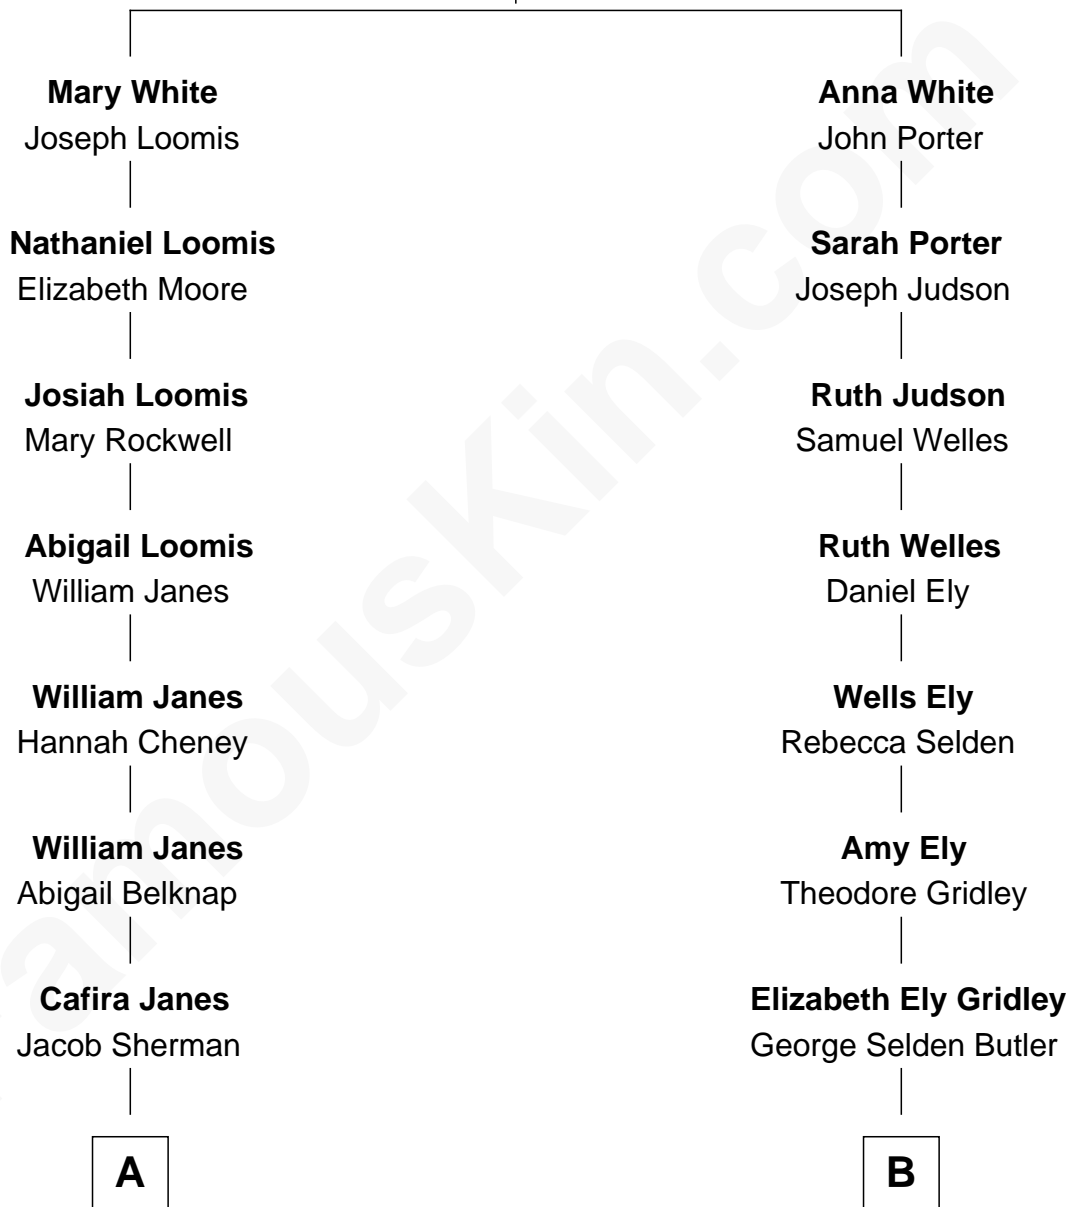 Mary White
Joseph Loomis
Nathaniel Loomis
Elizabeth Moore
Josiah Loomis
Mary Rockwell
Abigail Loomis
William Janes
William Janes
Hannah Cheney
William Janes
Abigail Belknap
Cafira Janes
Jacob Sherman
A
Anna White
John Porter
Sarah Porter
Joseph Judson
Ruth Judson
Samuel Welles
Ruth Welles
Daniel Ely
Wells Ely
Rebecca Selden
Amy Ely
Theodore Gridley
Elizabeth Ely Gridley
George Selden Butler
B
amousKin.com